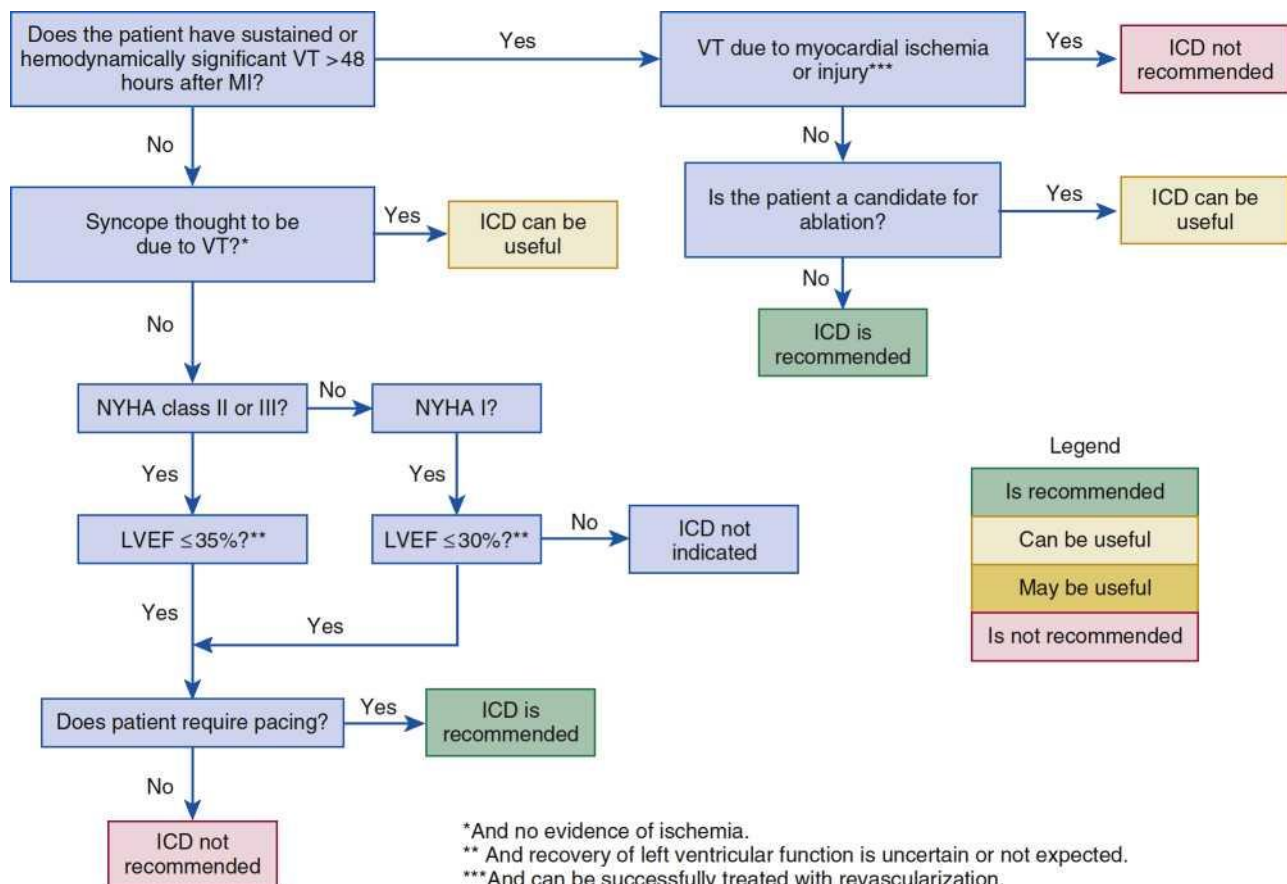 Does the patient have sustained or
hemodynamically significant VT >48
hours after MI?
Yes
VT due to myocardial ischemia
or injury***
Yes
ICD not
recommended
No
No
Syncope thought to be
due to VT?*
Yes
ICD can be
useful
Is the patient a candidate for
ablation?
Yes
ICD can be
useful
No
No
ICD is
recommended
NYHA class II or III?
No
NYHA I?
Yes
Yes
LVEF ≤35%?**
LVEF ≤30%?**
No
ICD not
indicated
Yes
Yes
Does patient require pacing?
Yes
ICD is
recommended
No
ICD not
recommended
Legend
Is recommended
Can be useful
May be useful
Is not recommended
*And no evidence of ischemia.
** And recovery of left ventricular function is uncertain or not expected.
***And can be successfully treated with revascularization.